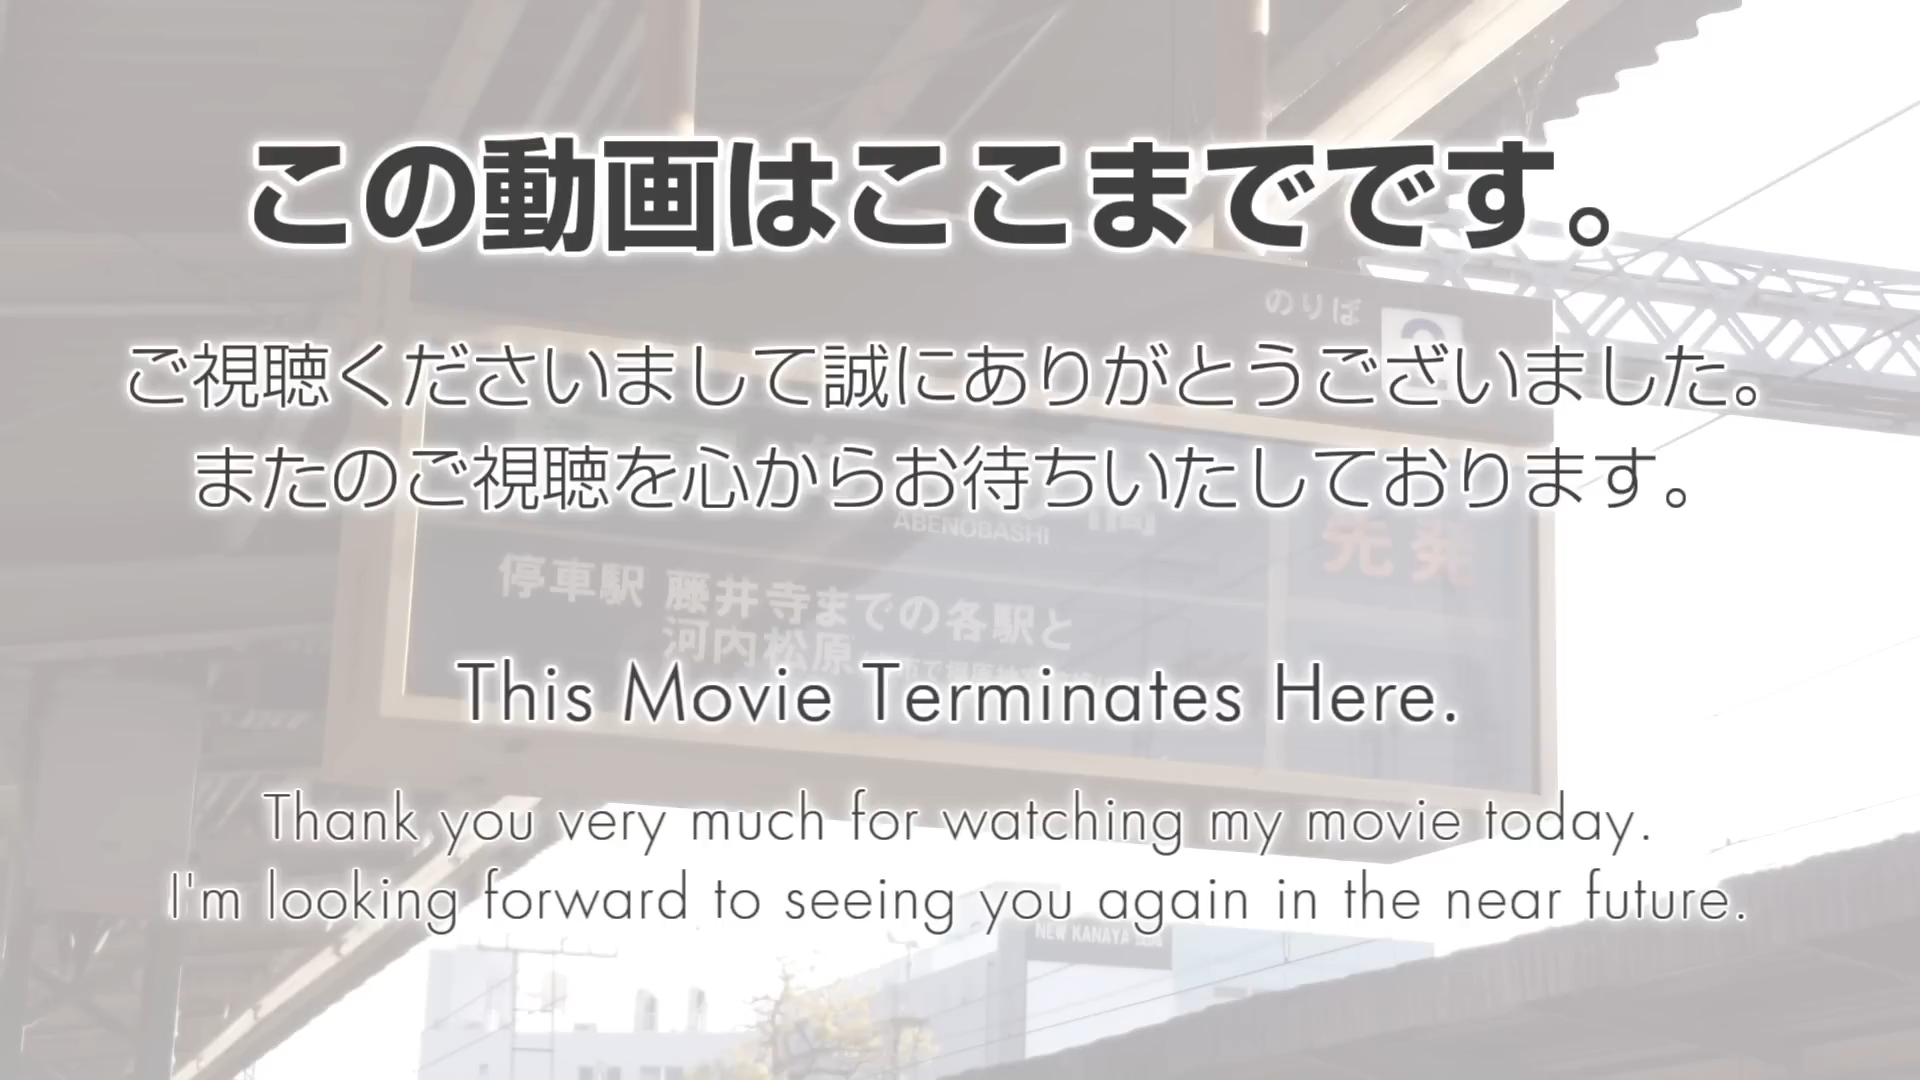 この動画はここまでです。
のりば 2
ご視聴くださいまして誠にありがとうございました。
またのご視聴を心からお待ちいたしております。
ABENOBASHI
先発
停車駅 藤井寺までの各駅と
河内松原
This Movie Terminates Here.
Thank you very much for watching my movie today.
I'm looking forward to seeing you again in the near future.
NEW KANAYA